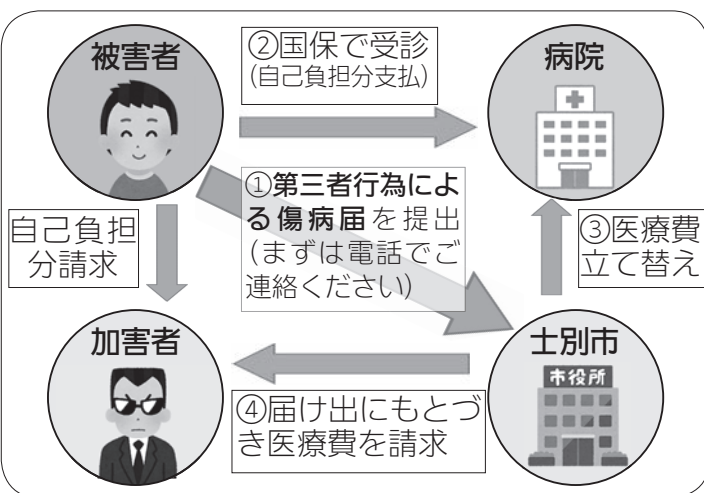 被害者
②国保で受診
(自己負担分支払)
病院
①第三者行為によ
る傷病届を提出
(まずは電話でご
連絡ください)
自己負担
分請求
③医療費
立て替え
加害者
④届け出にもとづ
き医療費を請求
士別市
市役所